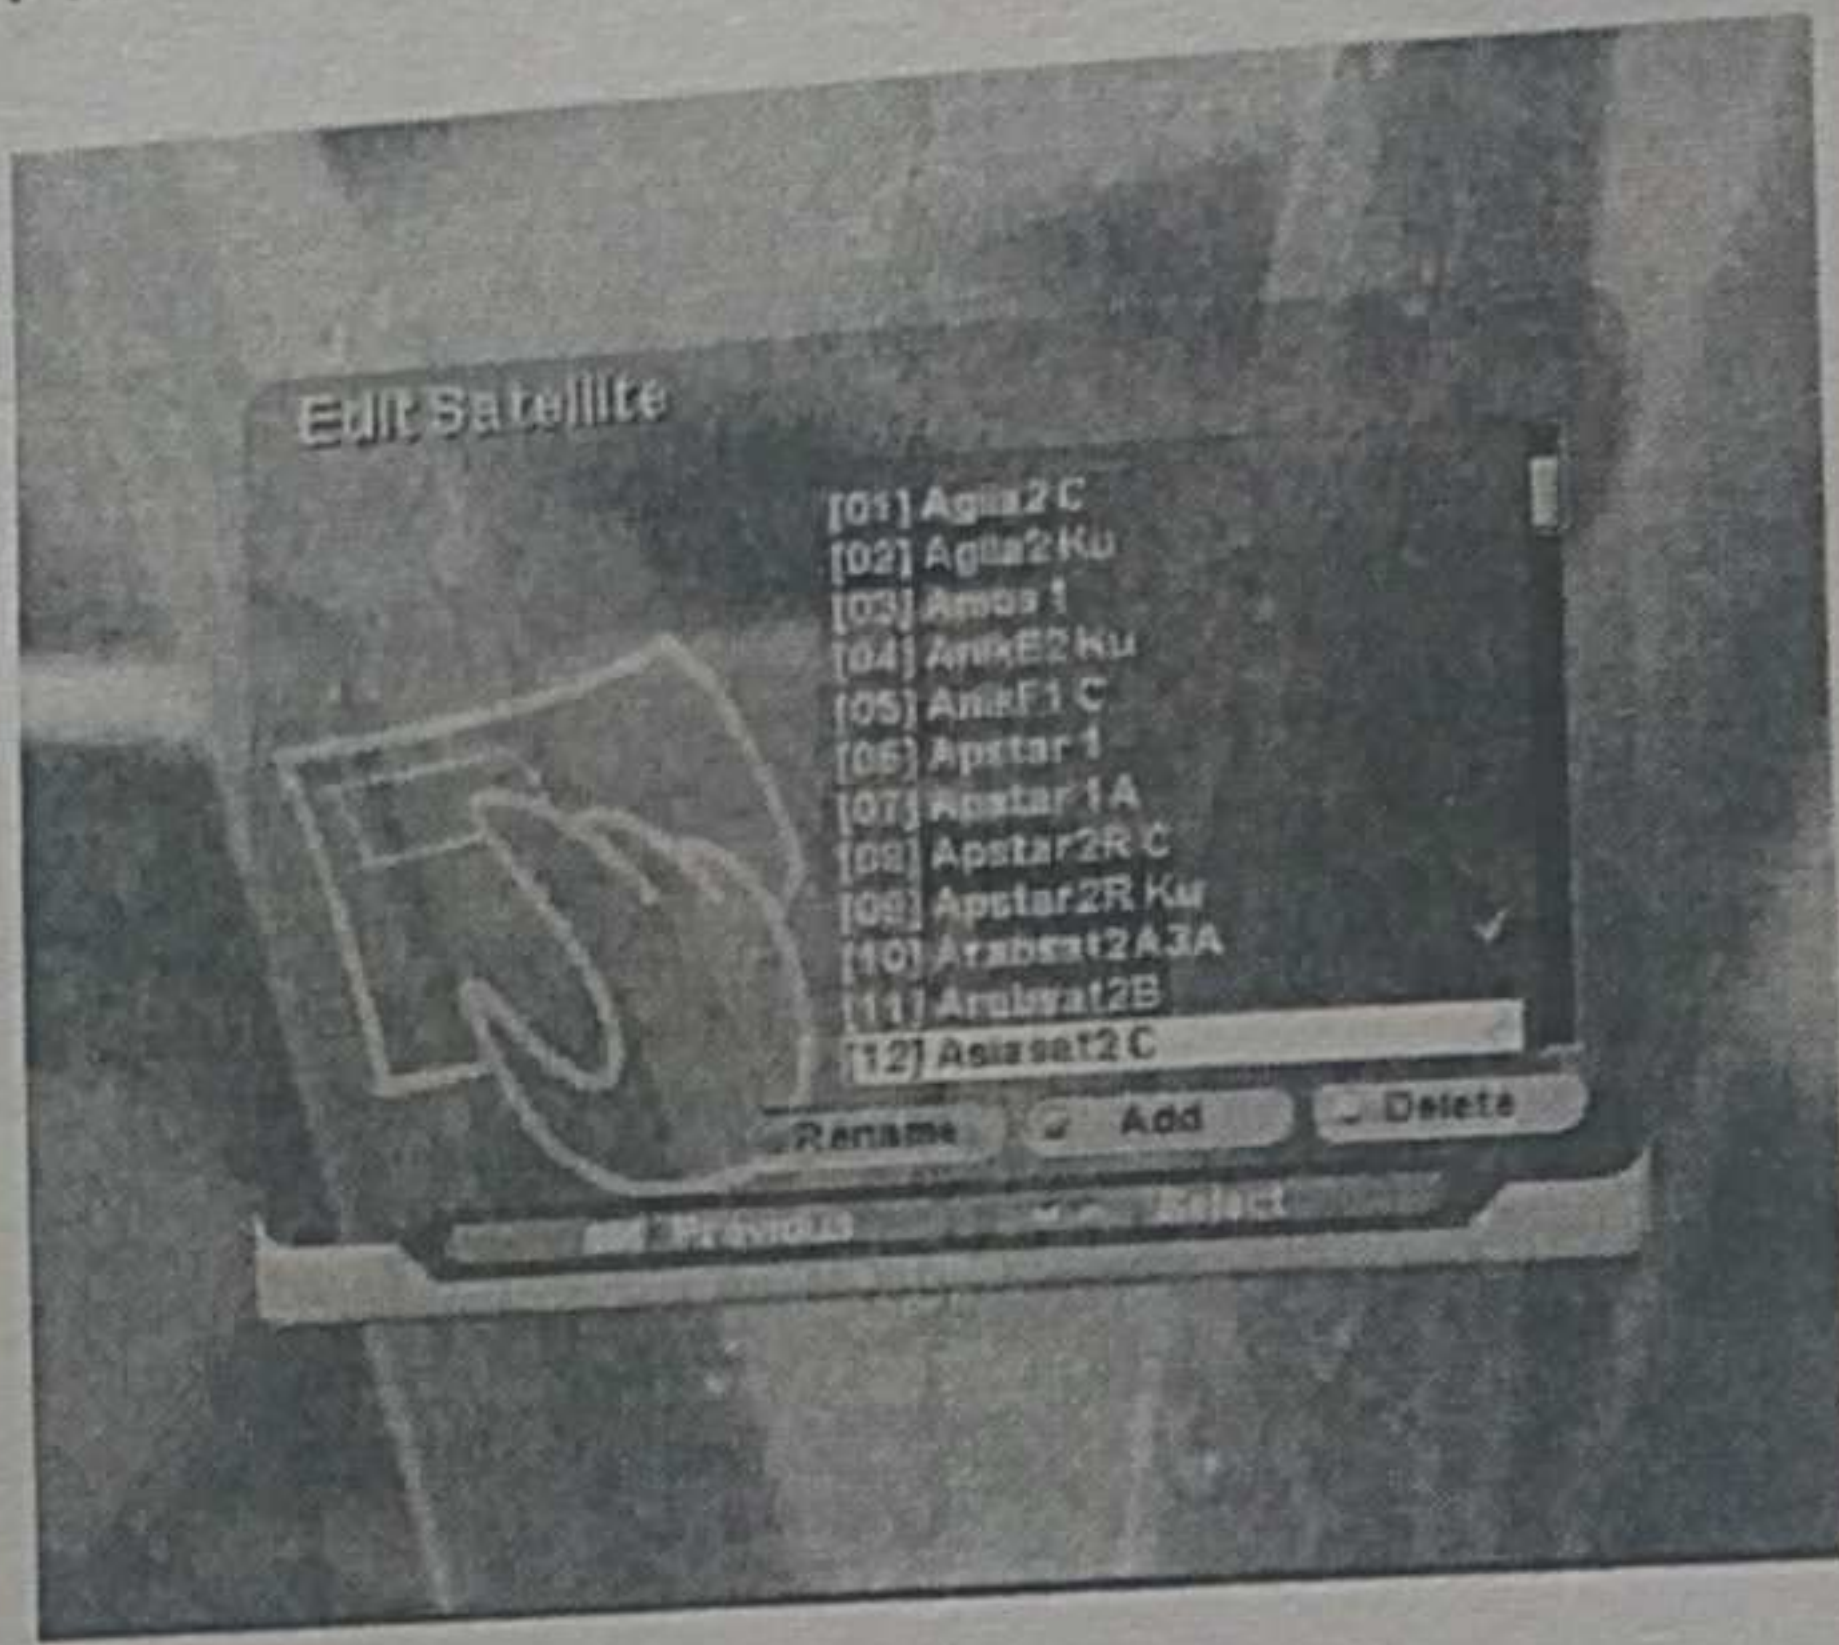 Edit Satellite
[01] Agila2 C
[02] Agila2 Ku
[03] Amos 1
[04] AnikE2 Ku
[05] AnikF1 C
[06] Apstar 1
[07] Apstar 1A
[08] Apstar2R C
[09] Apstar2R Ku
[10] Arabsat2A3A
[11] Arabsat2B
[12] Asiasat2 C
Rename Add Delete
Previous Select